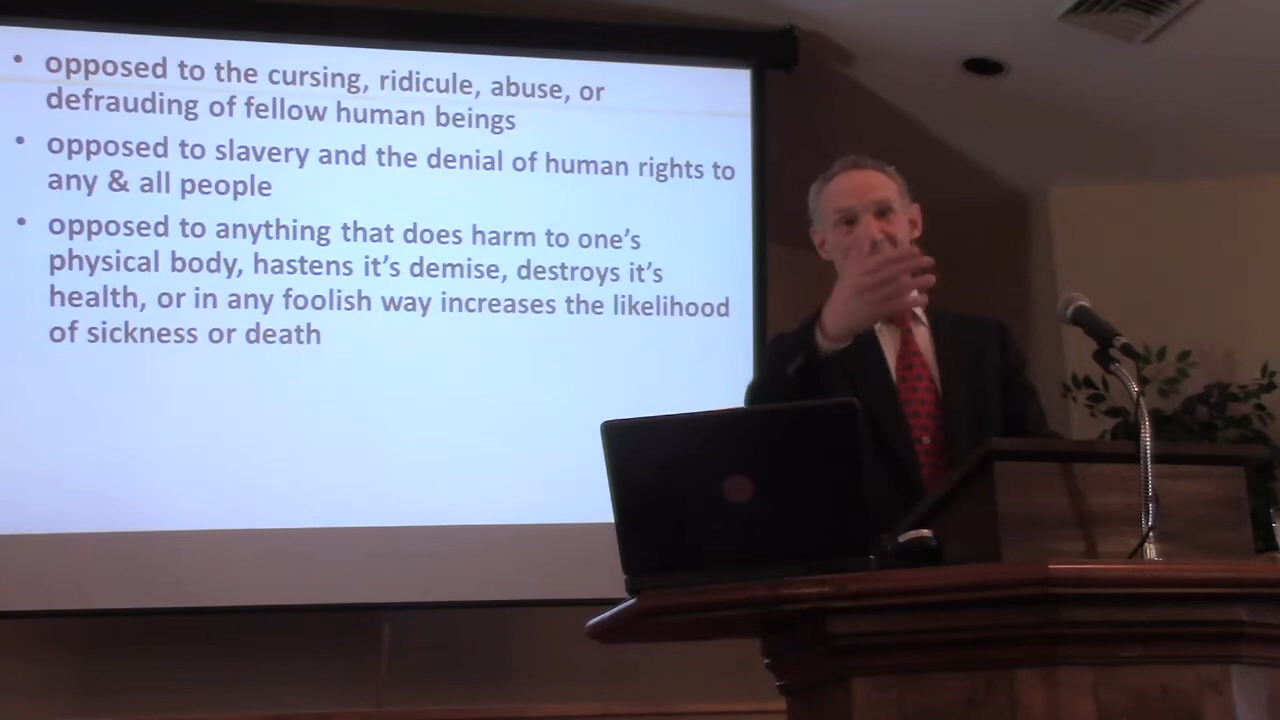 • opposed to the cursing, ridicule, abuse, or
defrauding of fellow human beings
• opposed to slavery and the denial of human rights to
any & all people
• opposed to anything that does harm to one's
physical body, hastens it's demise, destroys it's
health, or in any foolish way increases the likelihood
of sickness or death